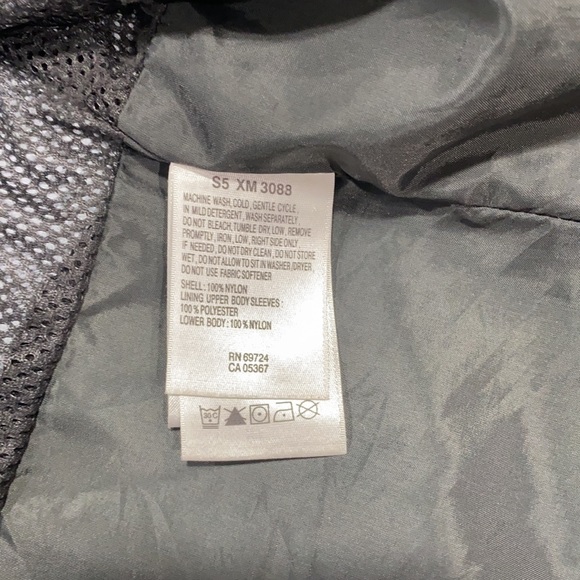 S5 XM 3088
MACHINE WASH, COLD, GENTLE CYCLE,
IN MILD DETERGENT, WASH SEPARATELY
DO NOT BLEACH, TUMBLE DRY, LOW, REMOVE
PROMPTLY, IRON, LOW, RIGHT SIDE ONLY,
IF NEEDED, DO NOT DRY CLEAN, DO NOT STORE
WET, DO NOT ALLOW TO SIT IN WASHER/DRYER,
DO NOT USE FABRIC SOFTENER
SHELL : 100% NYLON
LINING UPPER BODY SLEEVES :
100% POLYESTER
LOWER BODY : 100% NYLON
RN 69724
CA 05367
30 C